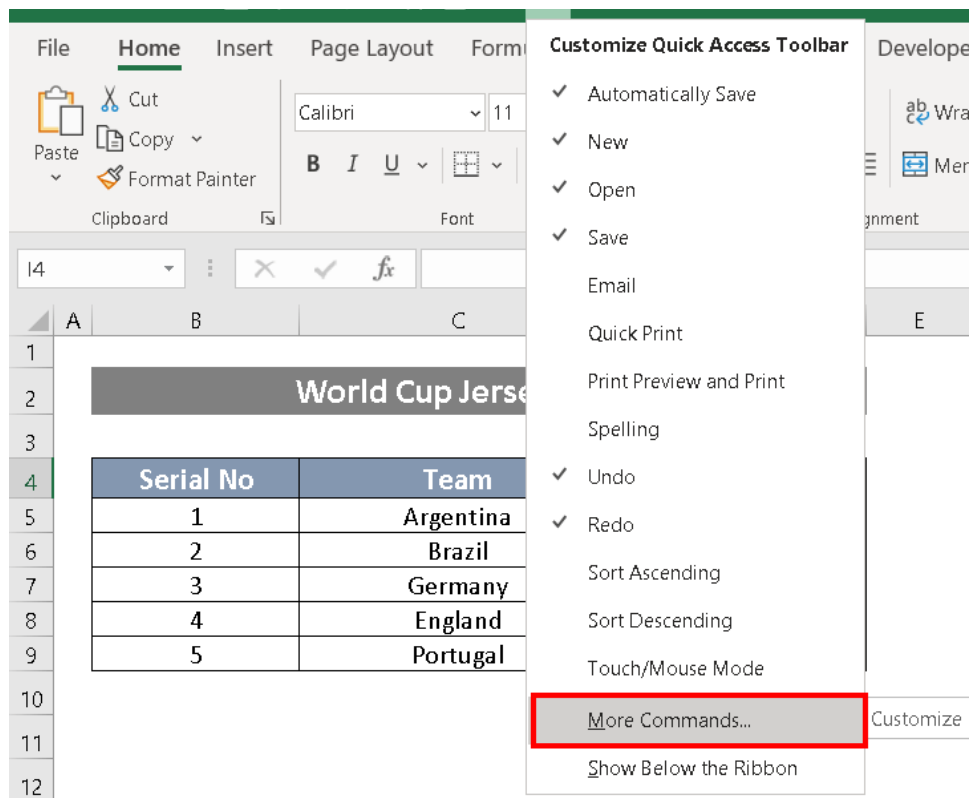 File Home Insert Page Layout Form
Customize Quick Access Toolbar
Develope
Cut
Copy
Paste
Format Painter
Clipboard
Calibri 11
B I U
Font
ab
c Wra
Mer
gnment
Automatically Save
New
Open
Save
Email
Quick Print
Print Preview and Print
Spelling
Undo
Redo
Sort Ascending
Sort Descending
Touch/Mouse Mode
More Commands...
Show Below the Ribbon
Customize
I4 fx
A B C E
1
2 World Cup Jerse
3
4 Serial No Team
5 1 Argentina
6 2 Brazil
7 3 Germany
8 4 England
9 5 Portugal
10
11
12